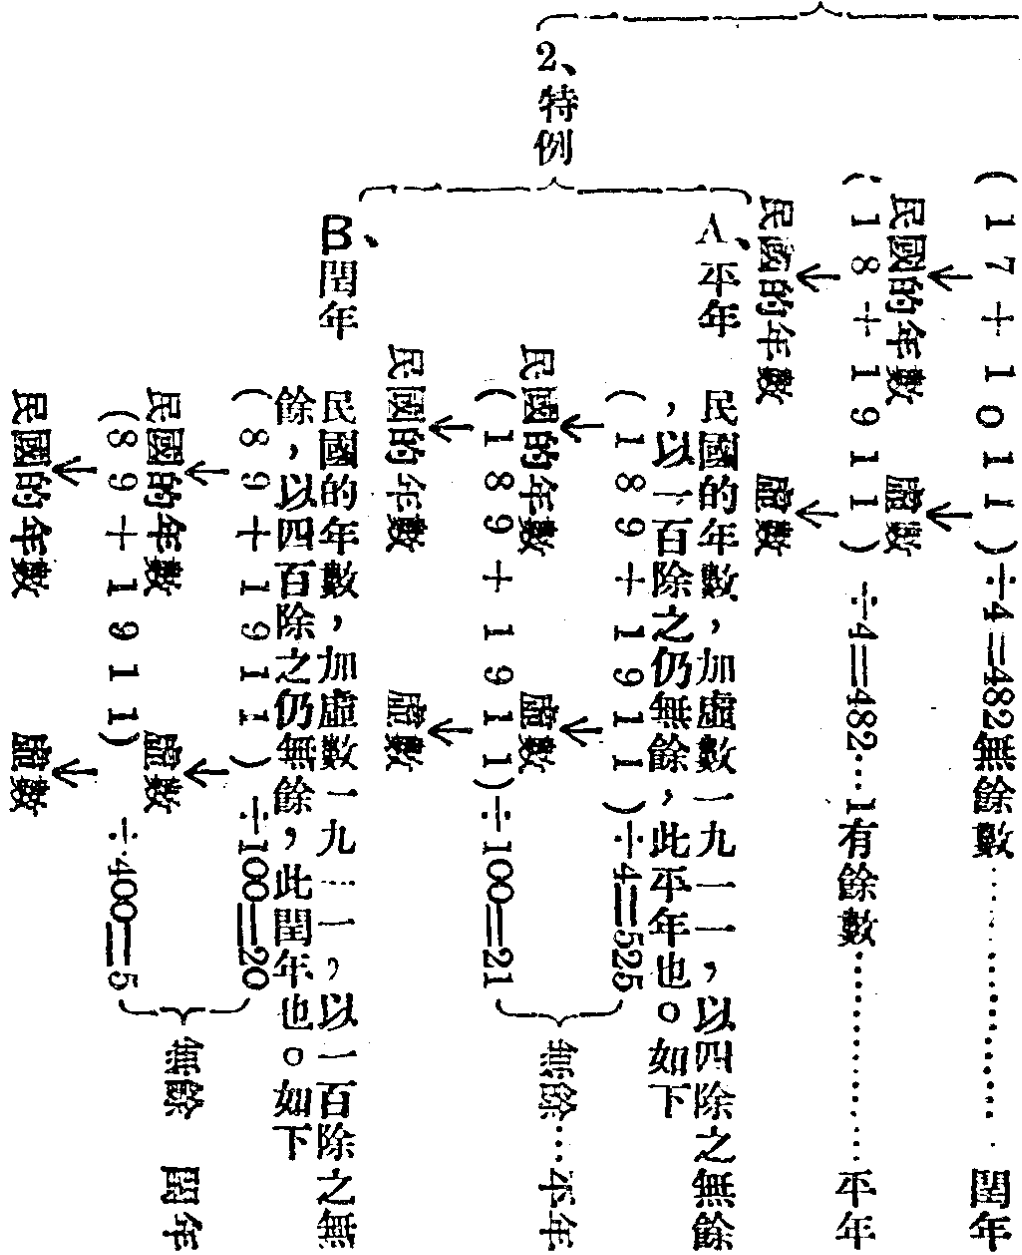 (17+1911)÷4=482無餘數……………閏年
民國的年數 虛數
(18+1911)÷4=482…1有餘數……………平年
民國的年數 虛數
2、特例
A、平年
民國的年數，加虛數一九一一，以四除之無餘
，以一百除之仍無餘，此平年也。如下
(189+1911)÷4=525
民國的年數 虛數
(189+1911)÷100=21
民國的年數 虛數
無餘…平年
B、閏年
民國的年數，加虛數一九一一，以一百除之無
餘，以四百除之仍無餘，此閏年也。如下
(89+1911)÷100=20
民國的年數 虛數
(89+1911)÷400=5
民國的年數 虛數
無餘 閏年